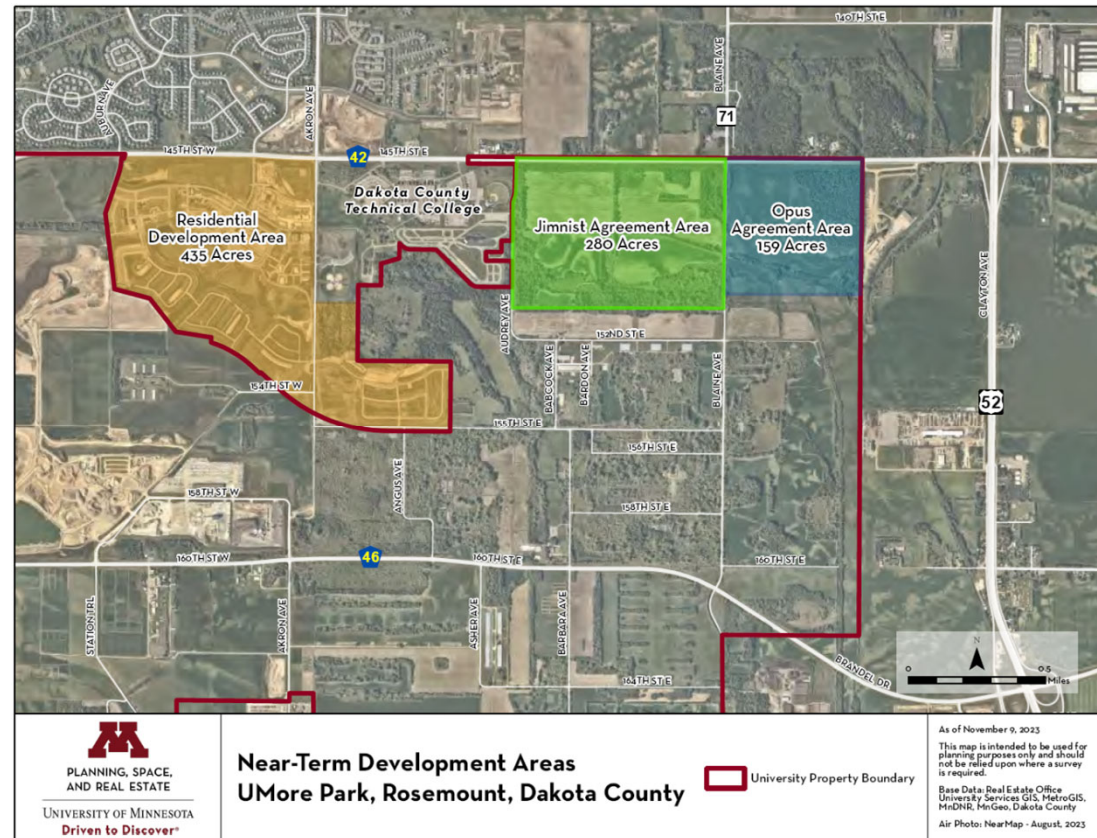 140TH ST E
AUBURN AVE
AKRON AVE
BLAINE AVE
71
145TH ST W
42
145TH ST E
Dakota County
Technical College
Residential
Development Area
435 Acres
Jimnist Agreement Area
280 Acres
Opus
Agreement Area
159 Acres
CLAYTON AVE
AUDREY AVE
152ND ST E
BABCOCK AVE
BARDON AVE
BLAINE AVE
154TH ST W
52
155TH ST E
156TH ST E
ANGUS AVE
158TH ST W
158TH ST E
160TH ST W
46
160TH ST E
160TH ST E
STATION TRL
AKRON AVE
ASHER AVE
BARBARA AVE
BRANDEL DR
164TH ST E
N
0
0.5
Miles
M
PLANNING, SPACE,
AND REAL ESTATE
UNIVERSITY OF MINNESOTA
Driven to Discover®
Near-Term Development Areas
UMore Park, Rosemount, Dakota County
University Property Boundary
As of November 9, 2023
This map is intended to be used for
planning purposes only and should
not be relied upon where a survey
is required.
Base Data: Real Estate Office
University Services GIS, MetroGIS,
MnDNR, MnGeo, Dakota County
Air Photo: NearMap - August, 2023